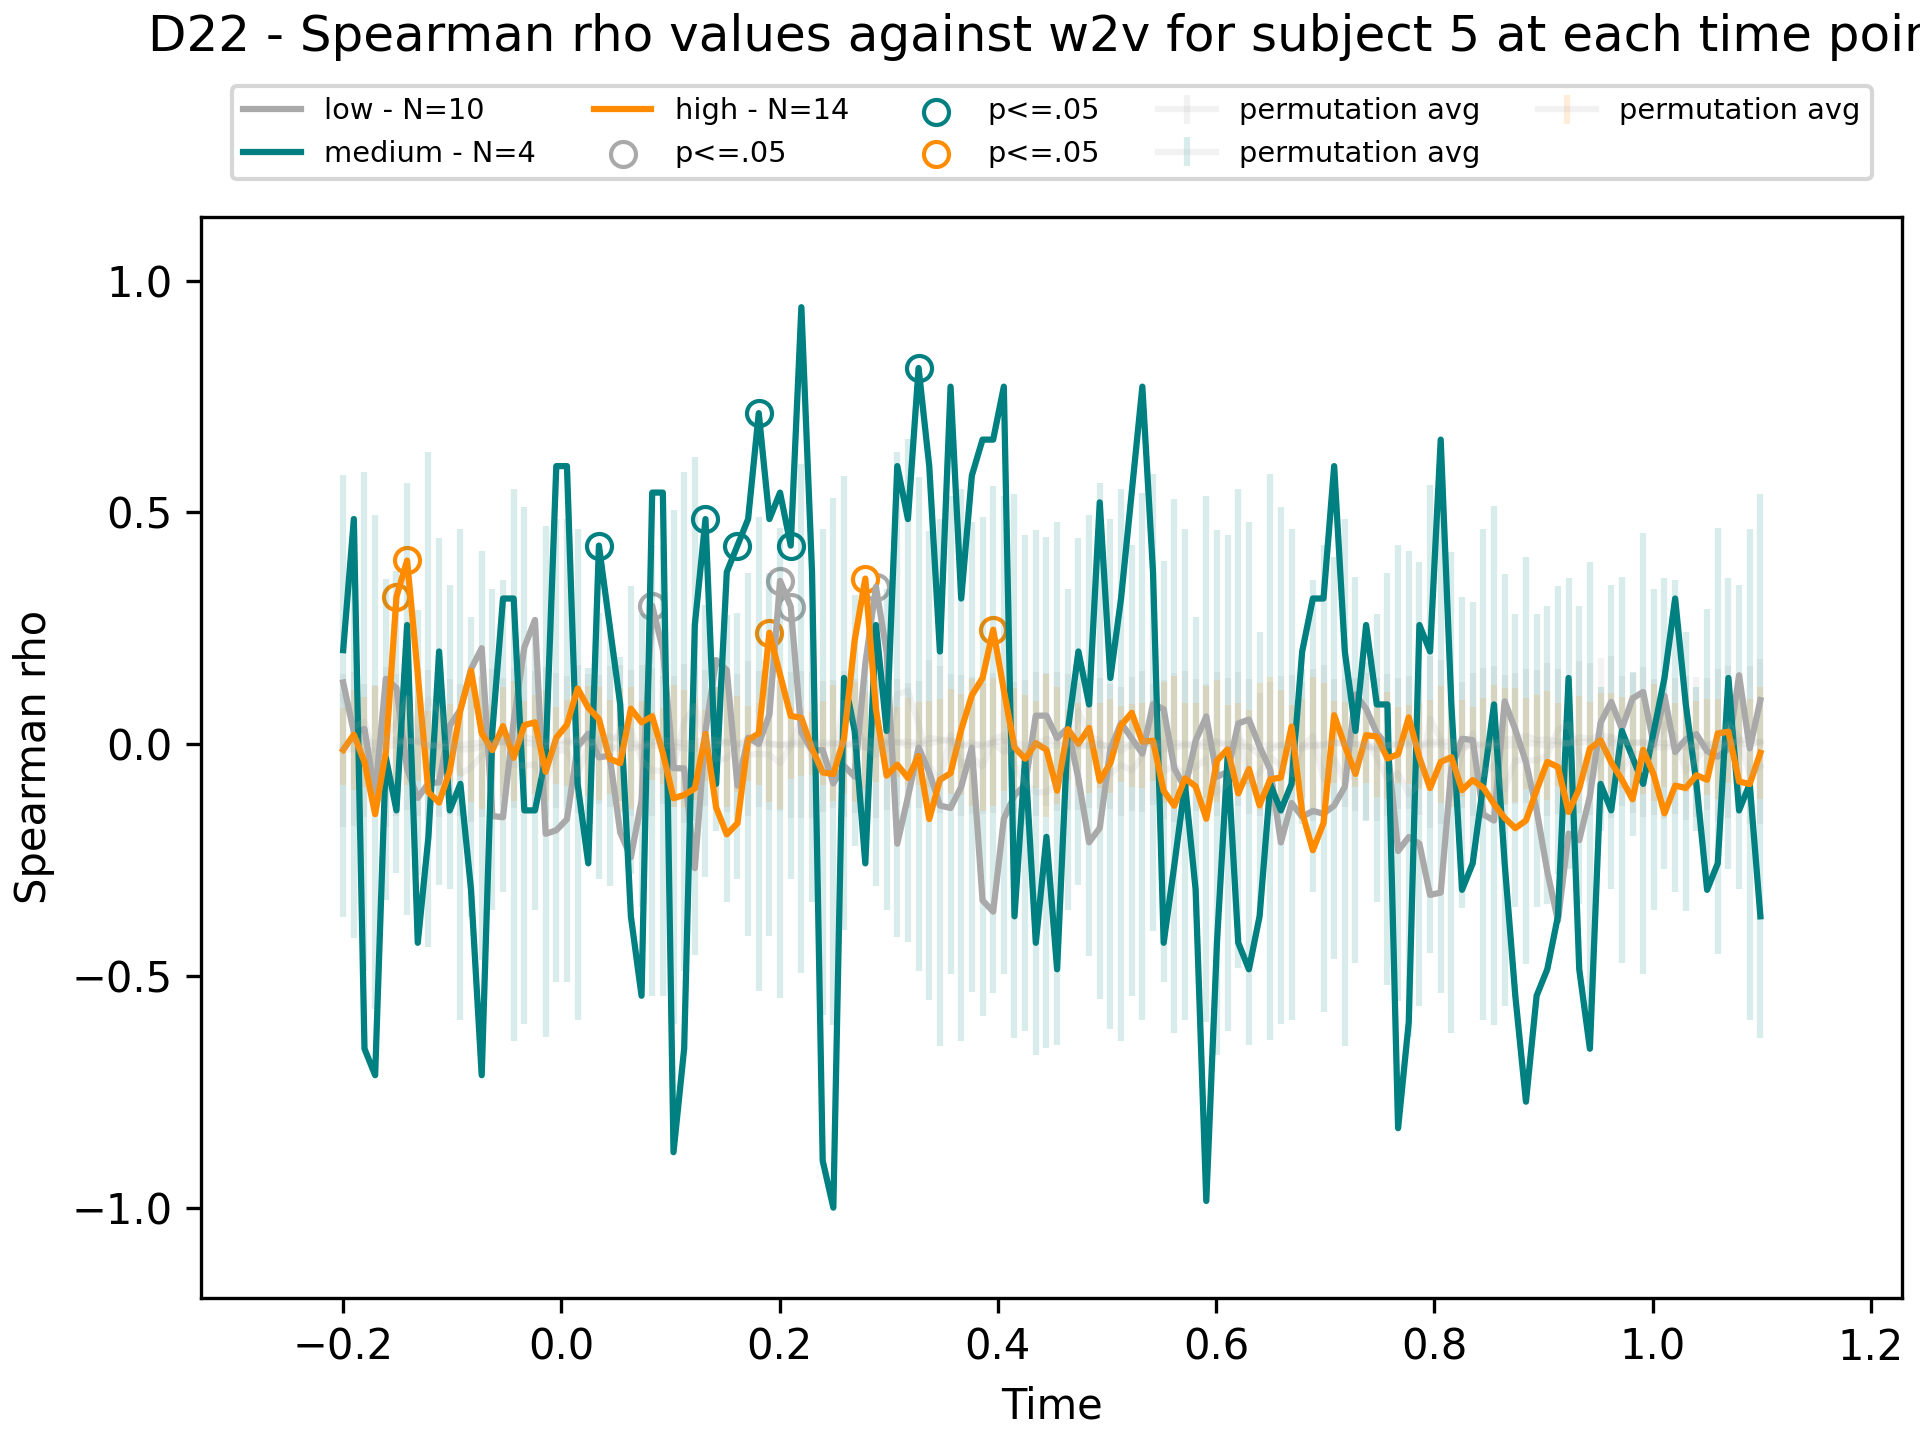 D22 - Spearman rho values against w2v for subject 5 at each time poin
low - N=10
medium - N=4
high - N=14
p<=.05
p<=.05
p<=.05
permutation avg
permutation avg
permutation avg
Spearman rho
1.0
0.5
0.0
−0.5
−1.0
−0.2 0.0 0.2 0.4 0.6 0.8 1.0 1.2
Time